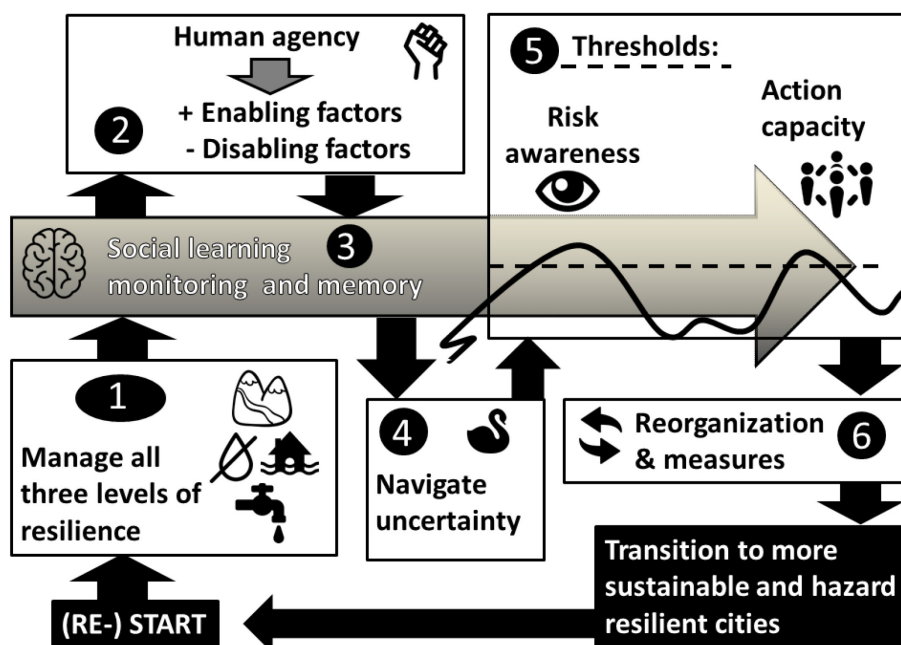 Human agency
2
+ Enabling factors
- Disabling factors
5 Thresholds:
Risk
awareness
Action
capacity
3
Social learning
monitoring and memory
1
Manage all
three levels of
resilience
4
Navigate
uncertainty
Reorganization
& measures
6
(RE-) START
Transition to more
sustainable and hazard
resilient cities